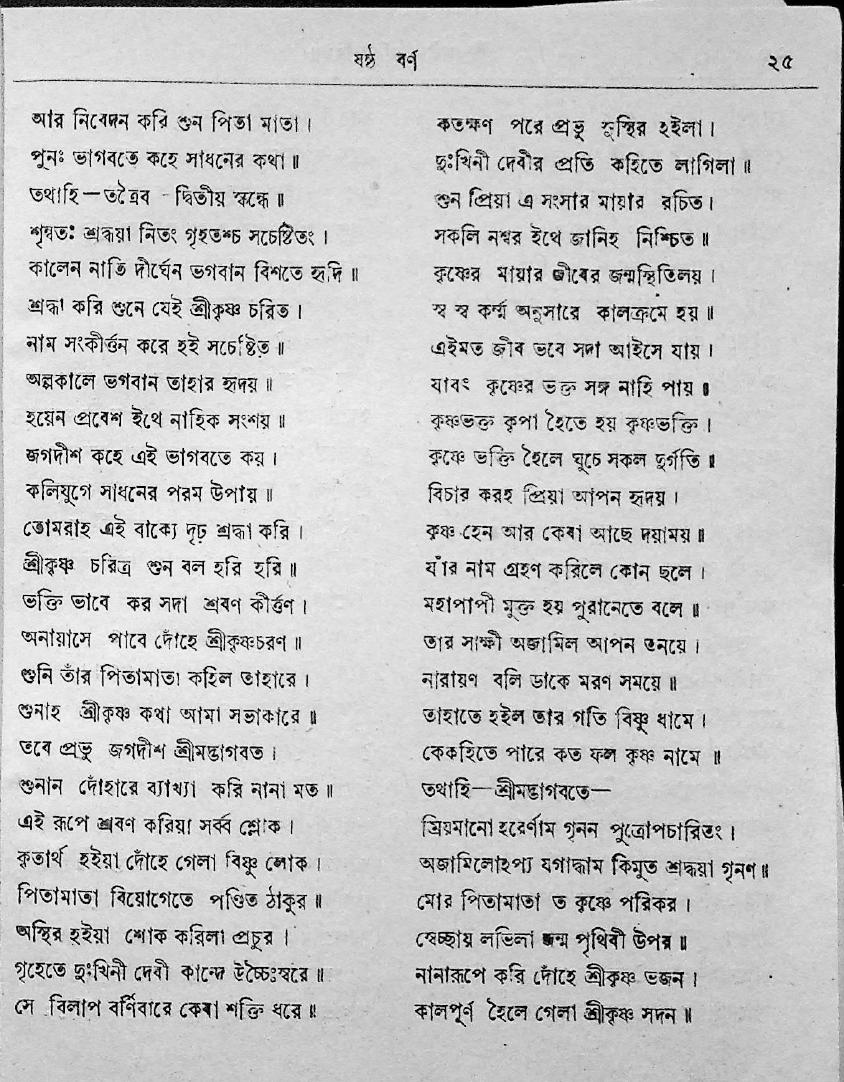 ষষ্ঠ বর্ণ
২৫
আর নিবেদন করি শুন পিতা মাতা ।
পুনঃ ভাগবতে কহে সাধনের কথা ॥
তথাহি—তত্রৈব - দ্বিতীয় স্কন্ধে ॥
শৃন্বতঃ শ্রদ্ধয়া নিতং গৃহতশ্চ সচেষ্টিতং ।
কালেন নাতি দীর্ঘেন ভগবান বিশতে হৃদি ॥
শ্রদ্ধা করি শুনে যেই শ্রীকৃষ্ণ চরিত ।
নাম সংকীর্ত্তন করে হই সচেষ্টিত ॥
অল্পকালে ভগবান তাহার হৃদয় ॥
হয়েন প্রবেশ ইথে নাহিক সংশয় ॥
জগদীশ কহে এই ভাগবতে কয় ।
কলিযুগে সাধনের পরম উপায় ॥
তোমরাহ এই বাক্যে দৃঢ় শ্রদ্ধা করি ।
শ্রীকৃষ্ণ চরিত্র শুন বল হরি হরি ॥
ভক্তি ভাবে কর সদা শ্রবণ কীর্ত্তণ ।
অনায়াসে পাবে দোঁহে শ্রীকৃষ্ণচরণ ॥
শুনি তাঁর পিতামাতা কহিল তাহারে ।
শুনাহ শ্রীকৃষ্ণ কথা আমা সভাকারে ॥
তবে প্রভু জগদীশ শ্রীমদ্ভাগবত ।
শুনান দোঁহারে ব্যাখ্যা করি নানা মত ॥
এই রূপে শ্রবণ করিয়া সর্ব্ব শ্লোক ।
কৃতার্থ হইয়া দোঁহে গেলা বিষ্ণু লোক ।
পিতামাতা বিয়োগেতে পণ্ডিত ঠাকুর ॥
অস্থির হইয়া শোক করিলা প্রচুর ।
গৃহেতে দুঃখিনী দেবী কান্দে উচ্চৈঃস্বরে ॥
সে বিলাপ বর্ণিবারে কেবা শক্তি ধরে ॥
কতক্ষণ পরে প্রভু সুস্থির হইলা ।
দুঃখিনী দেবীর প্রতি কহিতে লাগিলা ॥
শুন প্রিয়া এ সংসার মায়ার রচিত ।
সকলি নশ্বর ইথে জানিহ নিশ্চিত ॥
কৃষ্ণের মায়ার জীবের জন্মস্থিতিলয় ।
স্ব স্ব কর্ম্ম অনুসারে কালক্রমে হয় ॥
এইমত জীব ভবে সদা আইসে যায় ।
যাবৎ কৃষ্ণের ভক্ত সঙ্গ নাহি পায় ॥
কৃষ্ণভক্ত কৃপা হৈতে হয় কৃষ্ণভক্তি ।
কৃষ্ণে ভক্তি হৈলে ঘুচে সকল দুর্গতি ॥
বিচার করহ প্রিয়া আপন হৃদয় ।
কৃষ্ণ হেন আর কেবা আছে দয়াময় ॥
যাঁর নাম গ্রহণ করিলে কোন ছলে ।
মহাপাপী মুক্ত হয় পুরানেতে বলে ॥
তার সাক্ষী অজামিল আপন তনয়ে ।
নারায়ণ বলি ডাকে মরণ সময়ে ॥
তাহাতে হইল তার গতি বিষ্ণু ধামে ।
কেকহিতে পারে কত ফল কৃষ্ণ নামে ॥
তথাহি—শ্রীমদ্ভাগবতে—
ম্রিয়মানো হরের্ণাম গৃনন পুত্রোপচারিতং ।
অজামিলোহপ্য যগাদ্ধাম কিমুত শ্রদ্ধয়া গৃনণ ॥
মোর পিতামাতা ত কৃষ্ণে পরিকর ।
স্বেচ্ছায় লভিলা জন্ম পৃথিবী উপর ॥
নানারূপে করি দোঁহে শ্রীকৃষ্ণ ভজন ।
কালপূর্ণ হৈলে গেলা শ্রীকৃষ্ণ সদন ॥